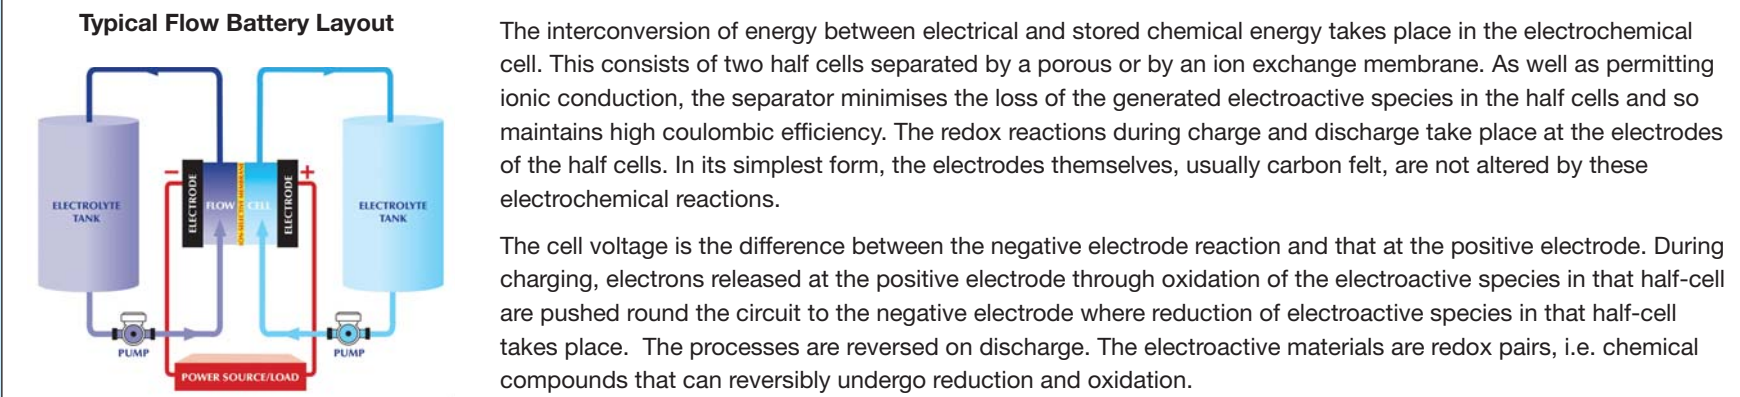 Typical Flow Battery Layout
ELECTROLYTE
TANK
−
ELECTRODE
FLOW
ION-SELECTIVE MEMBRANE
CELL
ELECTRODE
+
ELECTROLYTE
TANK
PUMP
PUMP
POWER SOURCE/LOAD
The interconversion of energy between electrical and stored chemical energy takes place in the electrochemical
cell. This consists of two half cells separated by a porous or by an ion exchange membrane. As well as permitting
ionic conduction, the separator minimises the loss of the generated electroactive species in the half cells and so
maintains high coulombic efficiency. The redox reactions during charge and discharge take place at the electrodes
of the half cells. In its simplest form, the electrodes themselves, usually carbon felt, are not altered by these
electrochemical reactions.
The cell voltage is the difference between the negative electrode reaction and that at the positive electrode. During
charging, electrons released at the positive electrode through oxidation of the electroactive species in that half-cell
are pushed round the circuit to the negative electrode where reduction of electroactive species in that half-cell
takes place.  The processes are reversed on discharge. The electroactive materials are redox pairs, i.e. chemical
compounds that can reversibly undergo reduction and oxidation.